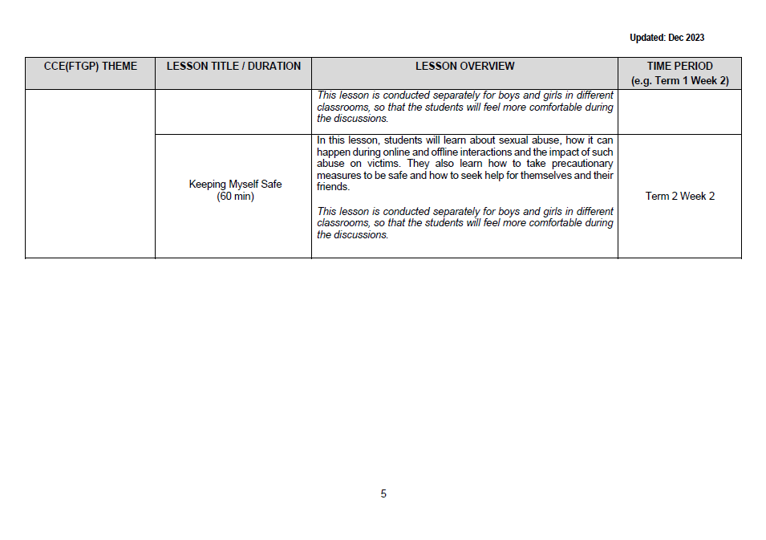 Updated: Dec 2023
CCE(FTGP) THEME
LESSON TITLE / DURATION
LESSON OVERVIEW
TIME PERIOD
(e.g. Term 1 Week 2)
This lesson is conducted separately for boys and girls in different
classrooms, so that the students will feel more comfortable during
the discussions.
Keeping Myself Safe
(60 min)
In this lesson, students will learn about sexual abuse, how it can
happen during online and offline interactions and the impact of such
abuse on victims. They also learn how to take precautionary
measures to be safe and how to seek help for themselves and their
friends.
This lesson is conducted separately for boys and girls in different
classrooms, so that the students will feel more comfortable during
the discussions.
Term 2 Week 2
5